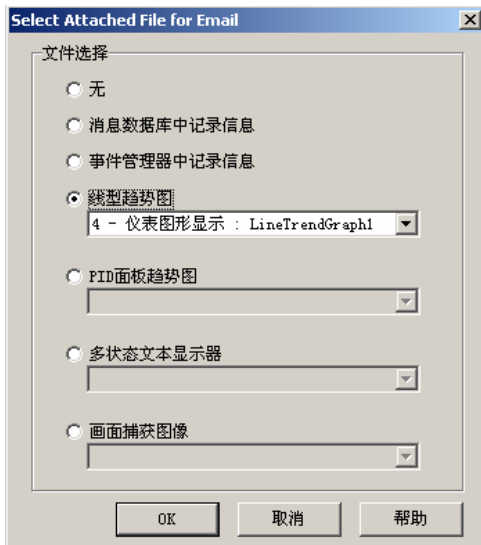 Select Attached File for Email
文件选择
无
消息数据库中记录信息
事件管理器中记录信息
线型趋势图
4 - 仪表图形显示 : LineTrendGraph1
PID面板趋势图
多状态文本显示器
画面捕获图像
OK 取消 帮助